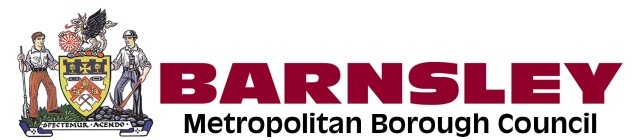 BARNSLEY
Metropolitan Borough Council
SPECTEMUR·AGENDO·